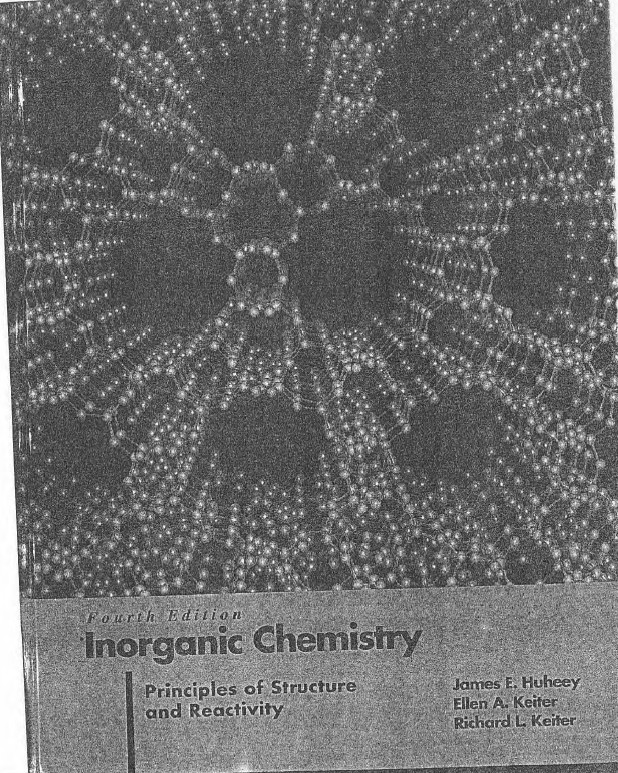 Fourth Edition
Inorganic Chemistry
Principles of Structure
and Reactivity
James E. Huheey
Ellen A. Keiter
Richard L. Keiter